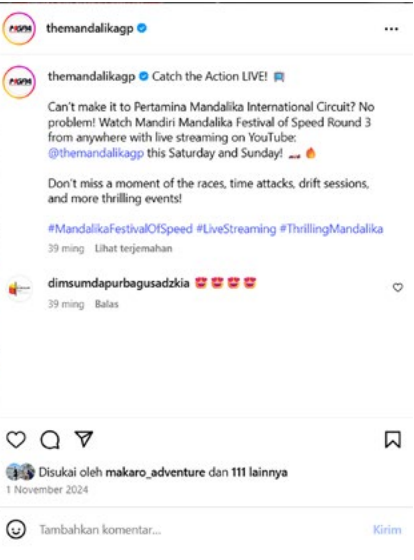 themandalikagp
themandalikagp Catch the Action LIVE!
Can't make it to Pertamina Mandalika International Circuit? No
problem! Watch Mandiri Mandalika Festival of Speed Round 3
from anywhere with live streaming on YouTube:
@themandalikagp this Saturday and Sunday! 🏎️🔥
Don't miss a moment of the races, time attacks, drift sessions,
and more thrilling events!
#MandalikaFestivalOfSpeed #LiveStreaming #ThrillingMandalika
39 ming Lihat terjemahan
dimsumdapurbagusadzkia 😍😍😍😍
39 ming Balas
Disukai oleh makaro_adventure dan 111 lainnya
1 November 2024
Tambahkan komentar...
Kirim